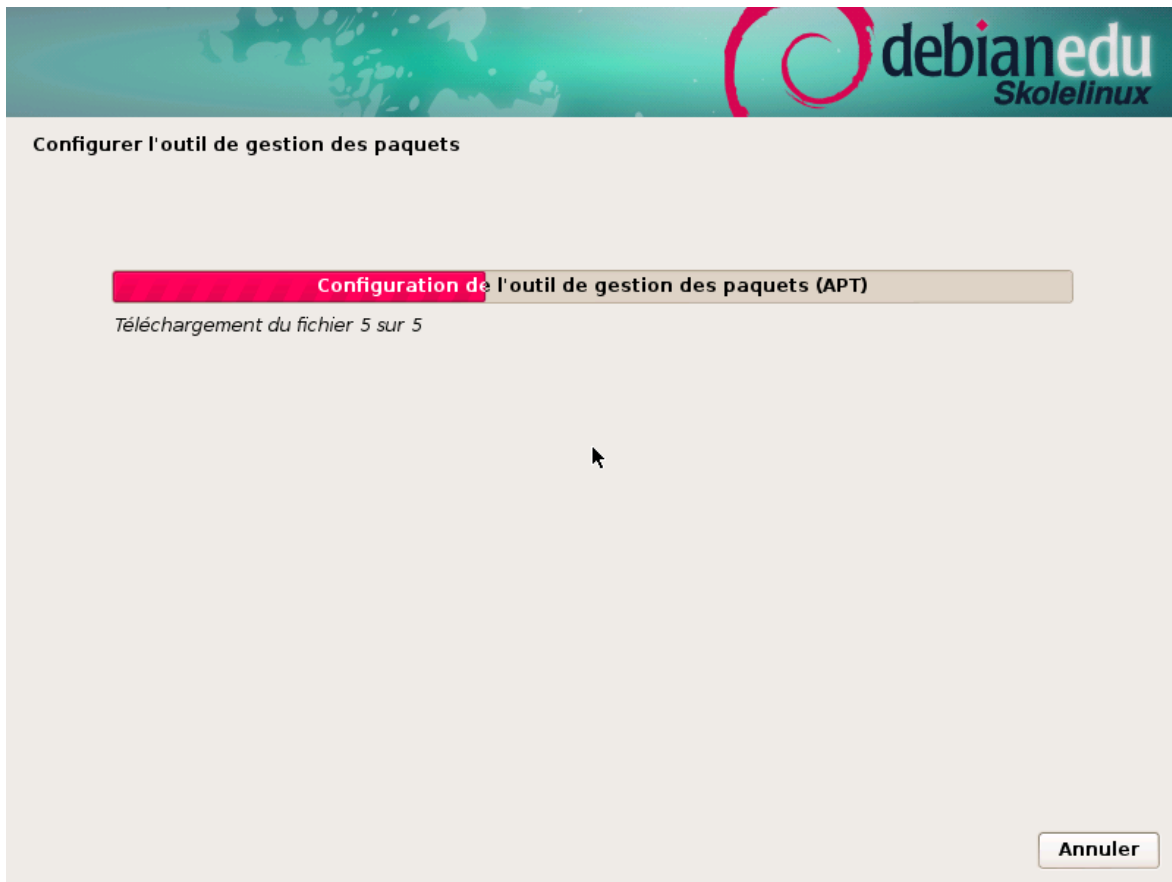 debianedu
Skolelinux
Configurer l'outil de gestion des paquets
Configuration de l'outil de gestion des paquets (APT)
Téléchargement du fichier 5 sur 5
Annuler